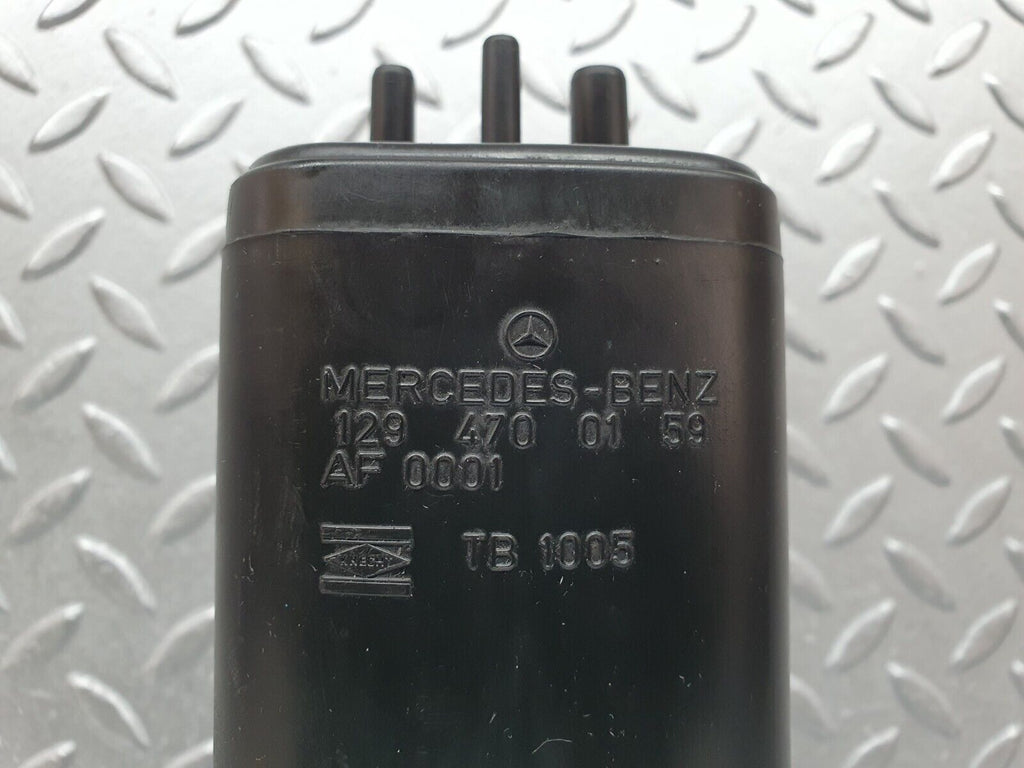 MERCEDES-BENZ
129 470 01 59
AF 0001
TB 1005